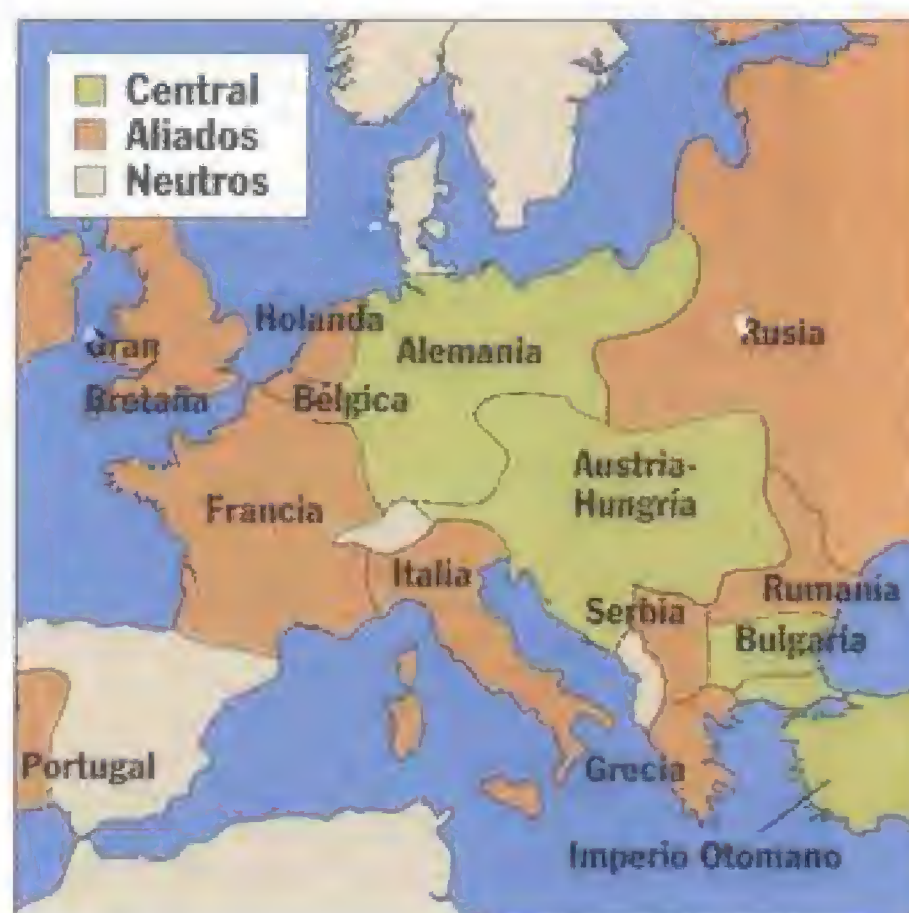 Central
Aliados
Neutros
Holanda
Gran
Bretaña
Alemania
Rusia
Bélgica
Austria-
Hungría
Francia
Italia
Rumanía
Serbia
Bulgaria
Portugal
Grecia
Imperio Otomano